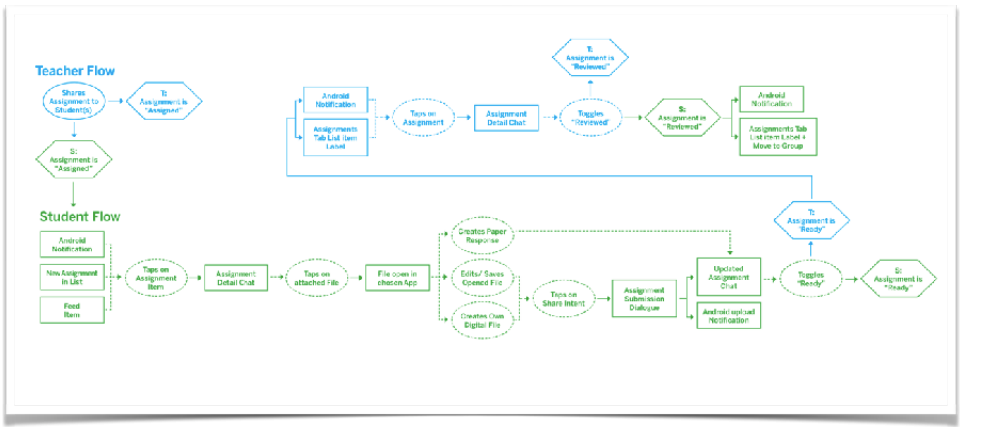 T:
Assignment is
"Reviewed"
Teacher Flow
Shares
Assignment to
Student(s)
T:
Assignment is
"Assigned"
Android
Notification
Assignments
Tab List item
Label
Taps on
Assignment
Assignment
Detail Chat
Toggles
"Reviewed"
S:
Assignment is
"Reviewed"
Android
Notification
Assignments Tab
List item Label +
Move to Group
S:
Assignment is
"Assigned"
Student Flow
Android
Notification
New Assignment
in List
Feed
Item
Taps on
Assignment
Item
Assignment
Detail Chat
Taps on
attached File
File open in
chosen App
Creates Paper
Response
Edits/ Saves
Opened File
Creates Own
Digital File
Taps on
Share Intent
Assignment
Submission
Dialogue
Updated
Assignment
Chat
Android upload
Notification
T:
Assignment is
"Ready"
Toggles
"Ready"
S:
Assignment is
"Ready"